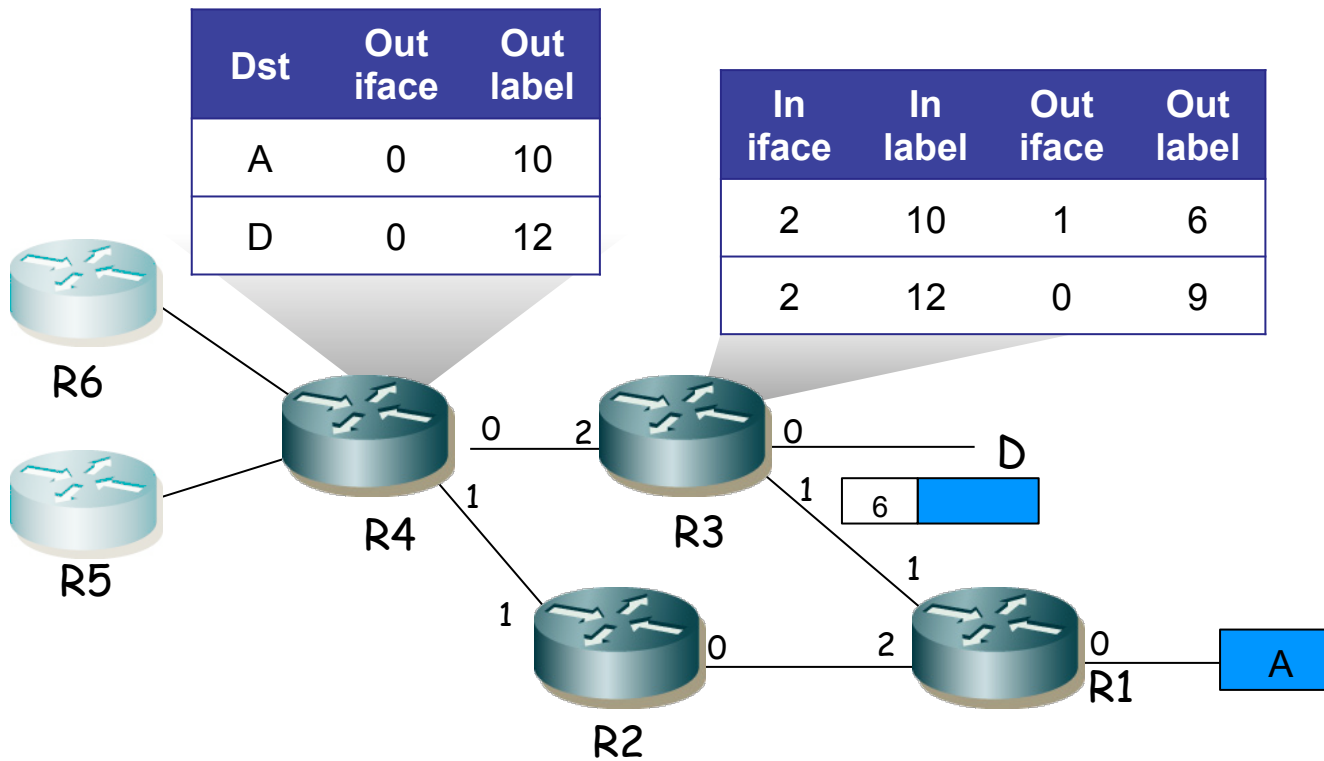 Dst Out iface Out label
A 0 10
D 0 12
In iface In label Out iface Out label
2 10 1 6
2 12 0 9
R6
R5
R4
0
1
2
R3
0
D
1
6
1
1
R2
0
2
R1
0
A